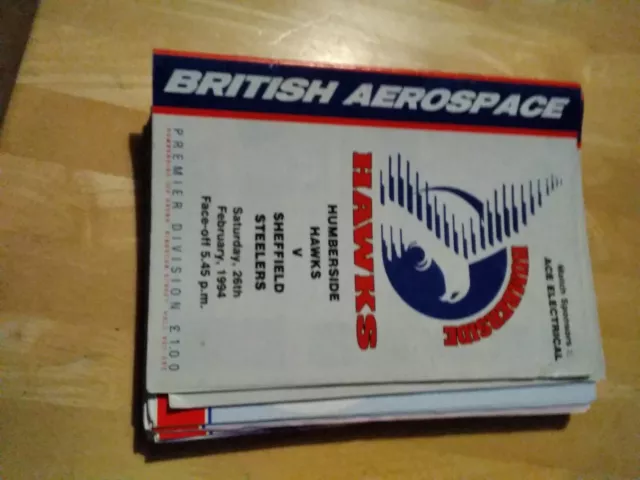 BRITISH AEROSPACE
Match Sponsors :
ACE ELECTRICAL
HUMBERSIDE
HAWKS
HUMBERSIDE
HAWKS
V
SHEFFIELD
STEELERS
Saturday, 26th
February, 1994
Face-off 5.45 p.m.
PREMIER DIVISION £1.00